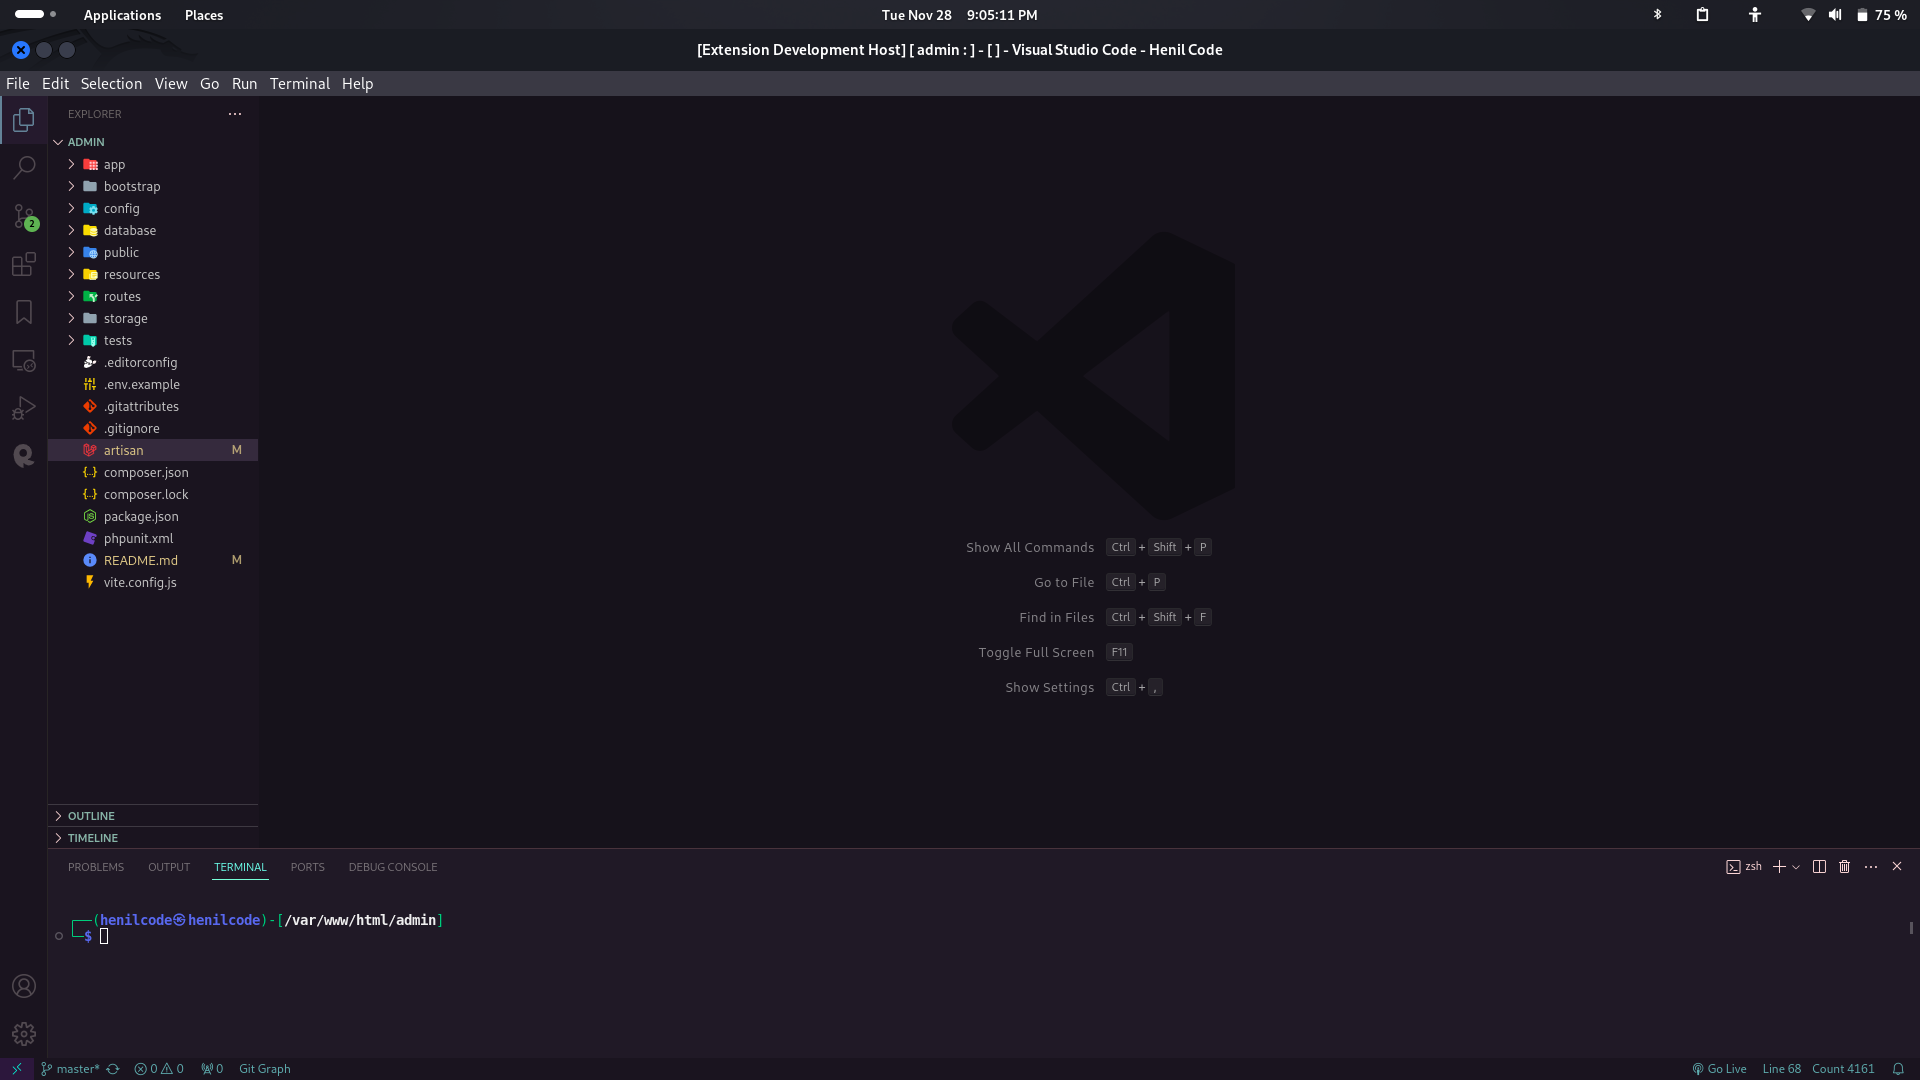 Applications Places Tue Nov 28 9:05:11 PM 75 %
[Extension Development Host] [ admin : ] - [ ] - Visual Studio Code - Henil Code
File Edit Selection View Go Run Terminal Help
EXPLORER
ADMIN
app
bootstrap
config
database
public
resources
routes
storage
tests
.editorconfig
.env.example
.gitattributes
.gitignore
artisan M
composer.json
composer.lock
package.json
phpunit.xml
README.md M
vite.config.js
2
Show All Commands Ctrl + Shift + P
Go to File Ctrl + P
Find in Files Ctrl + Shift + F
Toggle Full Screen F11
Show Settings Ctrl + ,
OUTLINE
TIMELINE
PROBLEMS OUTPUT TERMINAL PORTS DEBUG CONSOLE zsh
┌──(henilcode㉿henilcode)-[/var/www/html/admin]
└─$
master* 0 0 0 Git Graph Go Live Line 68 Count 4161